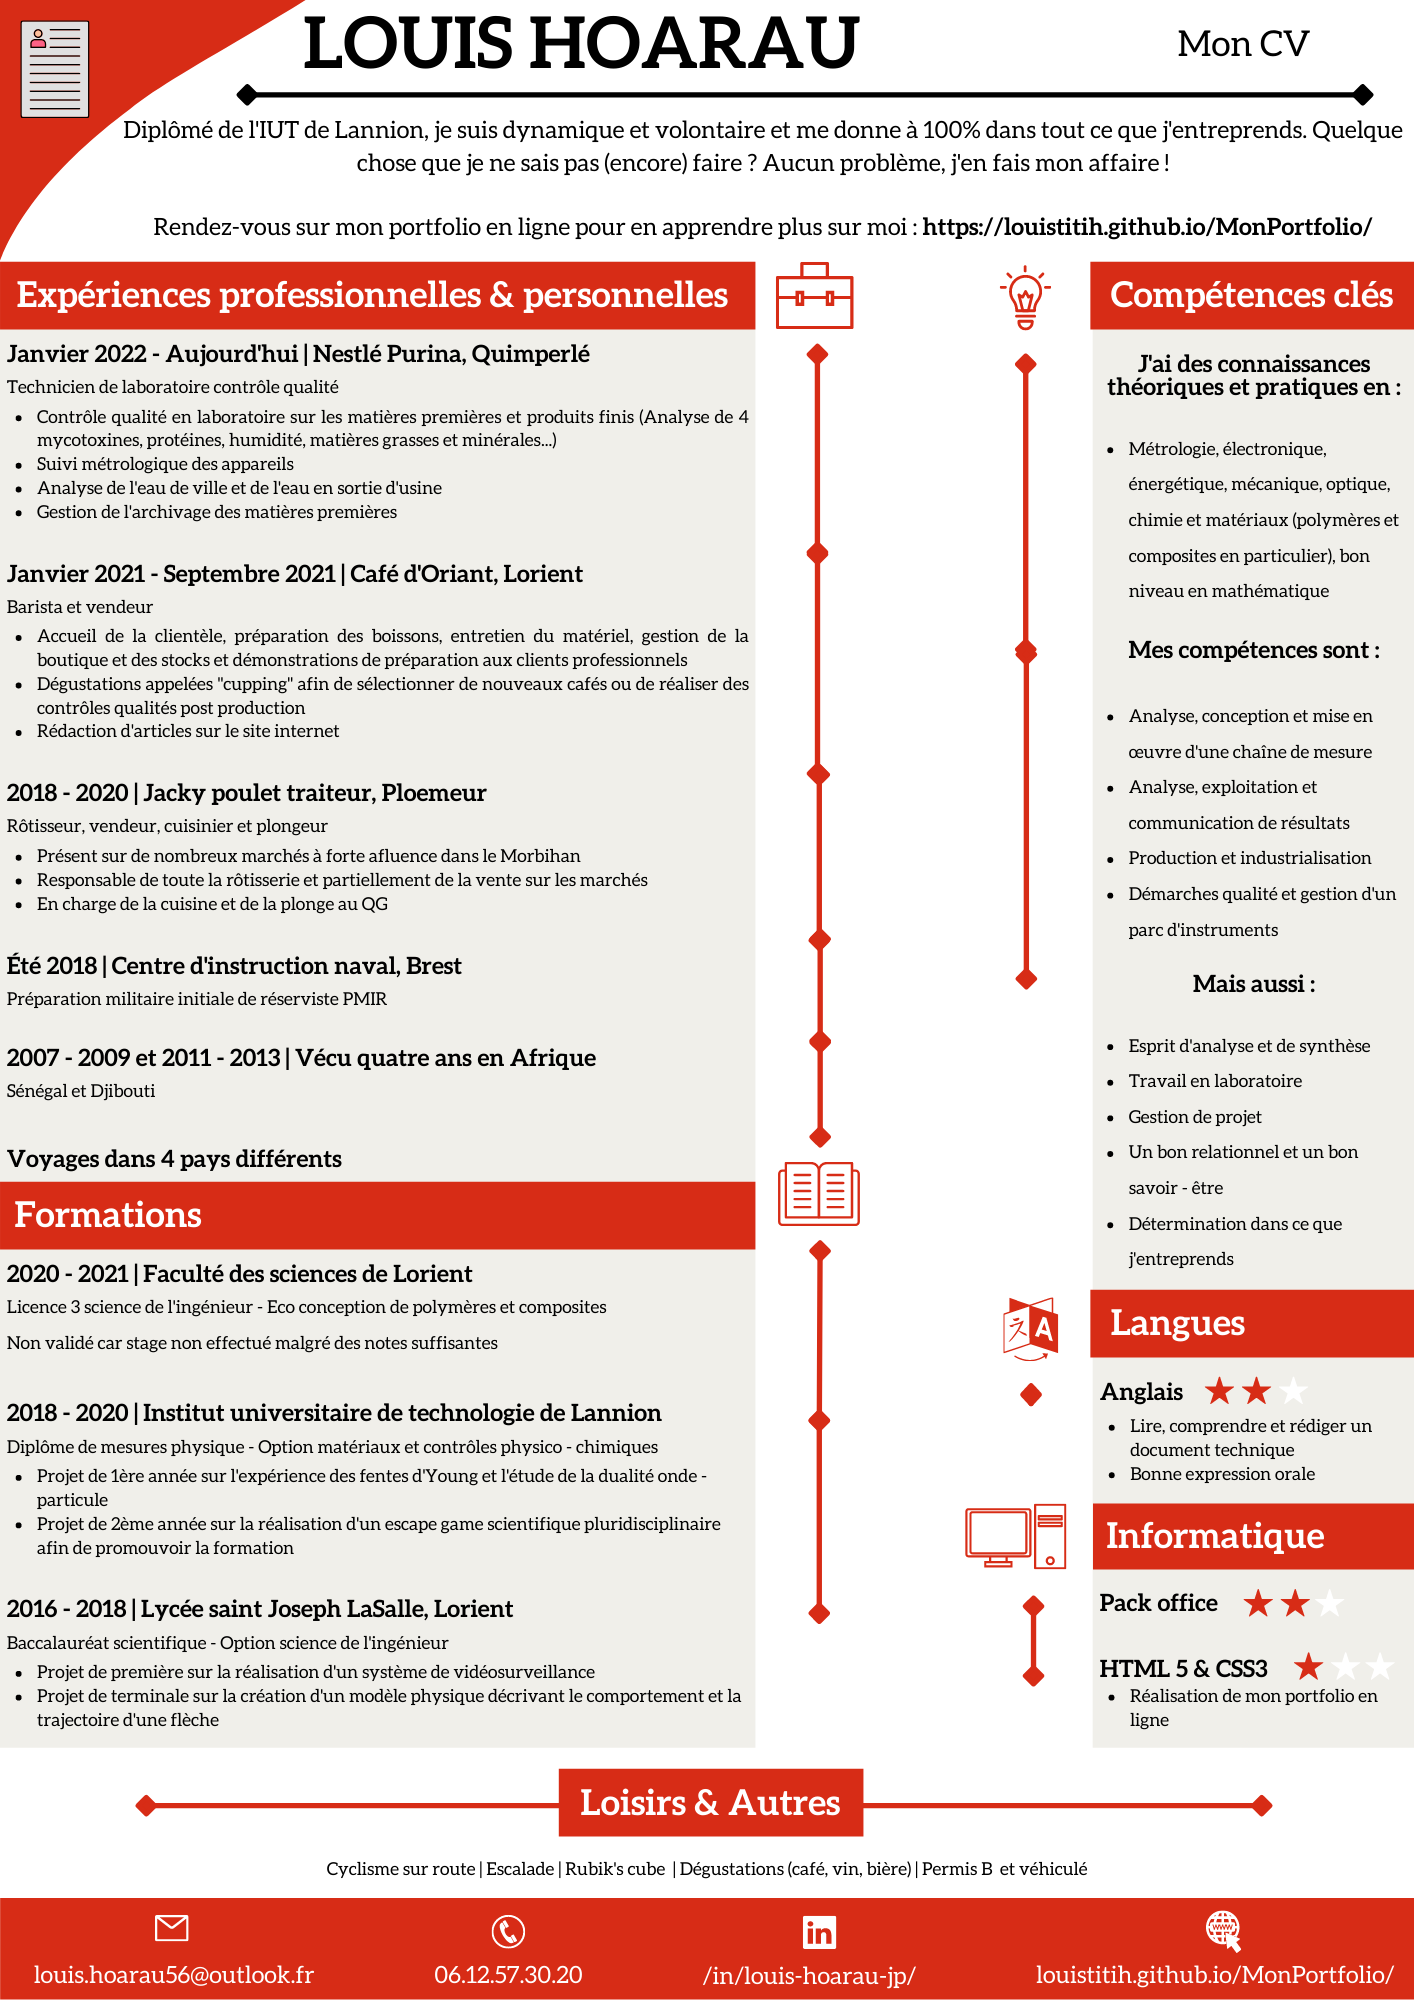 LOUIS HOARAU
Mon CV
Diplômé de l'IUT de Lannion, je suis dynamique et volontaire et me donne à 100% dans tout ce que j'entreprends. Quelque
chose que je ne sais pas (encore) faire ? Aucun problème, j'en fais mon affaire !
Rendez-vous sur mon portfolio en ligne pour en apprendre plus sur moi : https://louistitih.github.io/MonPortfolio/
Expériences professionnelles & personnelles
Janvier 2022 - Aujourd'hui | Nestlé Purina, Quimperlé
Technicien de laboratoire contrôle qualité
• Contrôle qualité en laboratoire sur les matières premières et produits finis (Analyse de 4
mycotoxines, protéines, humidité, matières grasses et minérales...)
• Suivi métrologique des appareils
• Analyse de l'eau de ville et de l'eau en sortie d'usine
• Gestion de l'archivage des matières premières
Janvier 2021 - Septembre 2021 | Café d'Oriant, Lorient
Barista et vendeur
• Accueil de la clientèle, préparation des boissons, entretien du matériel, gestion de la
boutique et des stocks et démonstrations de préparation aux clients professionnels
• Dégustations appelées "cupping" afin de sélectionner de nouveaux cafés ou de réaliser des
contrôles qualités post production
• Rédaction d'articles sur le site internet
2018 - 2020 | Jacky poulet traiteur, Ploemeur
Rôtisseur, vendeur, cuisinier et plongeur
• Présent sur de nombreux marchés à forte afluence dans le Morbihan
• Responsable de toute la rôtisserie et partiellement de la vente sur les marchés
• En charge de la cuisine et de la plonge au QG
Été 2018 | Centre d'instruction naval, Brest
Préparation militaire initiale de réserviste PMIR
2007 - 2009 et 2011 - 2013 | Vécu quatre ans en Afrique
Sénégal et Djibouti
Voyages dans 4 pays différents
Formations
2020 - 2021 | Faculté des sciences de Lorient
Licence 3 science de l'ingénieur - Eco conception de polymères et composites
Non validé car stage non effectué malgré des notes suffisantes
2018 - 2020 | Institut universitaire de technologie de Lannion
Diplôme de mesures physique - Option matériaux et contrôles physico - chimiques
• Projet de 1ère année sur l'expérience des fentes d'Young et l'étude de la dualité onde -
particule
• Projet de 2ème année sur la réalisation d'un escape game scientifique pluridisciplinaire
afin de promouvoir la formation
2016 - 2018 | Lycée saint Joseph LaSalle, Lorient
Baccalauréat scientifique - Option science de l'ingénieur
• Projet de première sur la réalisation d'un système de vidéosurveillance
• Projet de terminale sur la création d'un modèle physique décrivant le comportement et la
trajectoire d'une flèche
Compétences clés
J'ai des connaissances
théoriques et pratiques en :
• Métrologie, électronique,
énergétique, mécanique, optique,
chimie et matériaux (polymères et
composites en particulier), bon
niveau en mathématique
Mes compétences sont :
• Analyse, conception et mise en
œuvre d'une chaîne de mesure
• Analyse, exploitation et
communication de résultats
• Production et industrialisation
• Démarches qualité et gestion d'un
parc d'instruments
Mais aussi :
• Esprit d'analyse et de synthèse
• Travail en laboratoire
• Gestion de projet
• Un bon relationnel et un bon
savoir - être
• Détermination dans ce que
j'entreprends
Langues
Anglais
• Lire, comprendre et rédiger un
document technique
• Bonne expression orale
Informatique
Pack office
HTML 5 & CSS3
• Réalisation de mon portfolio en
ligne
Loisirs & Autres
Cyclisme sur route | Escalade | Rubik's cube | Dégustations (café, vin, bière) | Permis B et véhiculé
louis.hoarau56@outlook.fr
06.12.57.30.20
/in/louis-hoarau-jp/
louistitih.github.io/MonPortfolio/